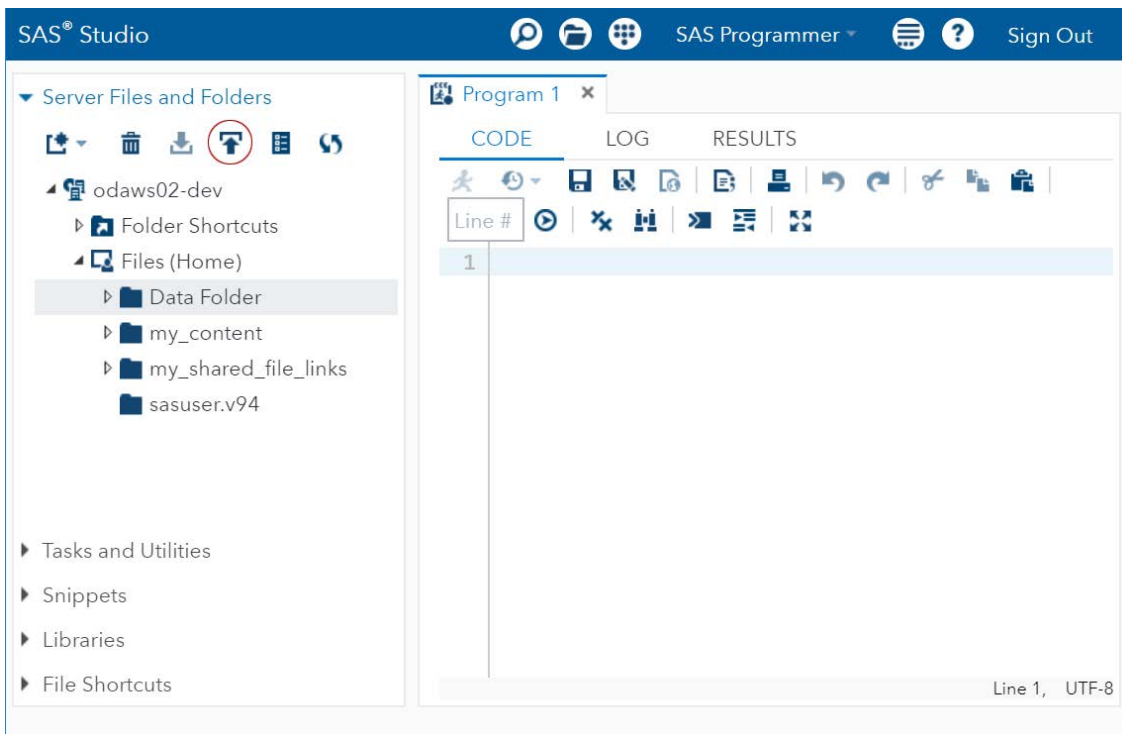 SAS® Studio
SAS Programmer
Sign Out
Server Files and Folders
odaws02-dev
Folder Shortcuts
Files (Home)
Data Folder
my_content
my_shared_file_links
sasuser.v94
Tasks and Utilities
Snippets
Libraries
File Shortcuts
Program 1
CODE LOG RESULTS
Line #
1
Line 1, UTF-8